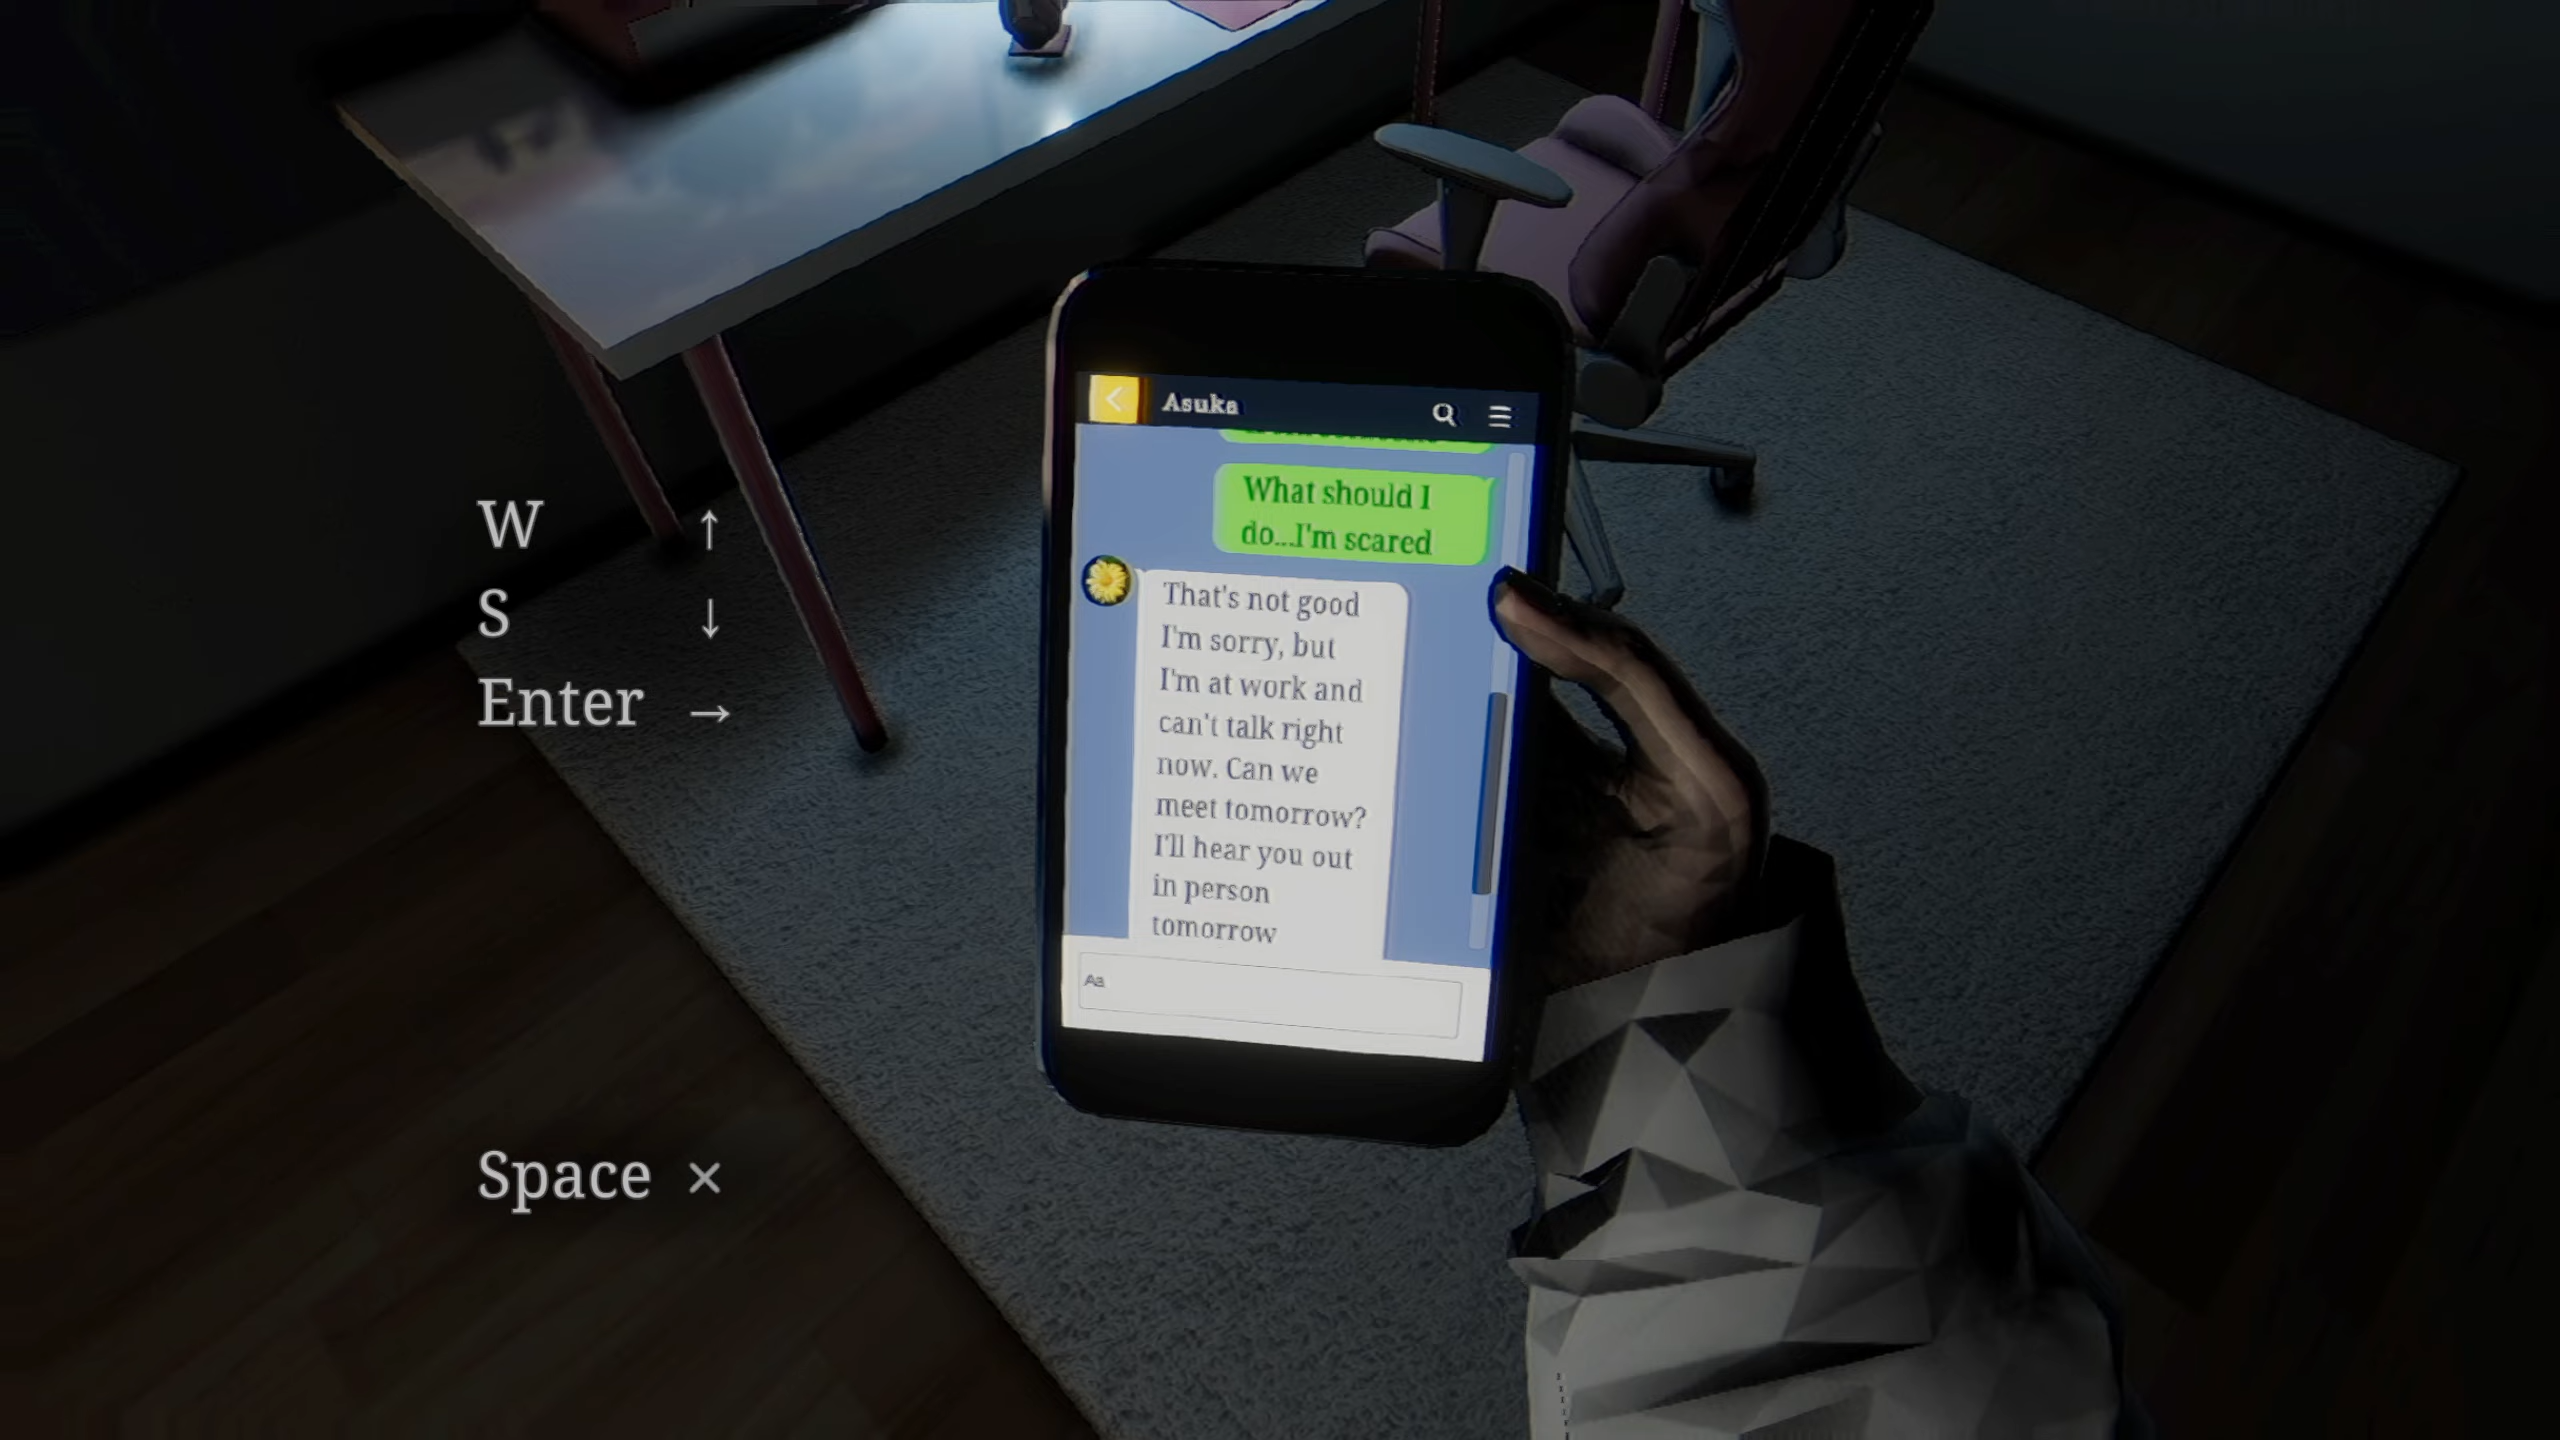 Asuka
What should I
do...I'm scared
That's not good
I'm sorry, but
I'm at work and
can't talk right
now. Can we
meet tomorrow?
I'll hear you out
in person
tomorrow
Aa
W ↑
S ↓
Enter →
Space ×